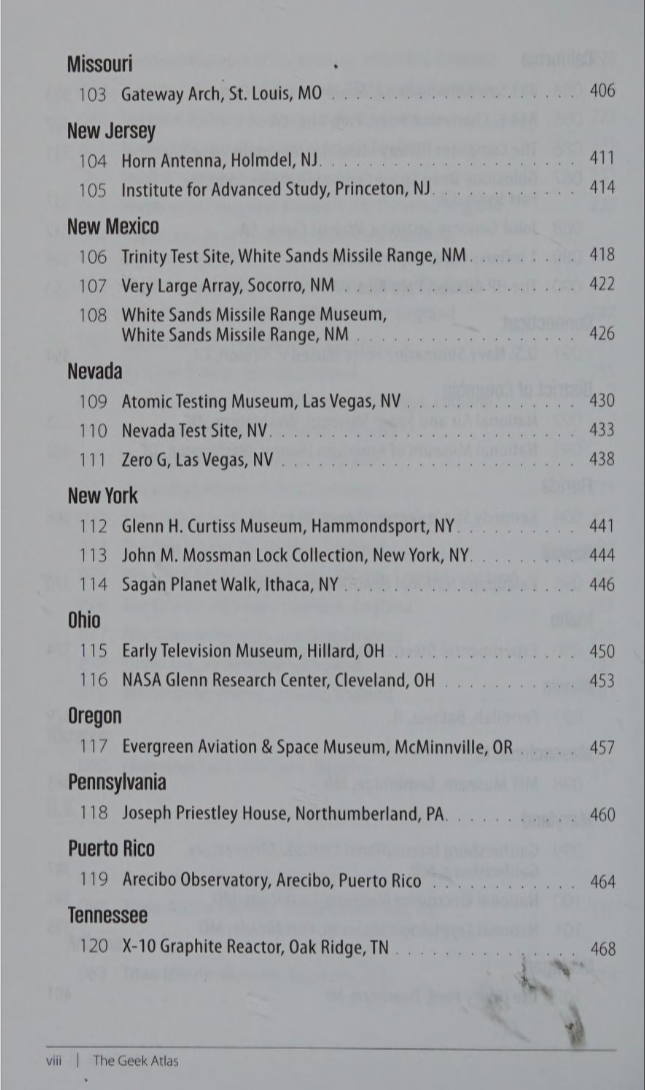 Missouri
103 Gateway Arch, St. Louis, MO . . . . . . . . . . . . . . . . . . . . 406
New Jersey
104 Horn Antenna, Holmdel, NJ. . . . . . . . . . . . . . . . . . . . . 411
105 Institute for Advanced Study, Princeton, NJ . . . . . . . . . . . . 414
New Mexico
106 Trinity Test Site, White Sands Missile Range, NM . . . . . . . . 418
107 Very Large Array, Socorro, NM . . . . . . . . . . . . . . . . . . . 422
108 White Sands Missile Range Museum,
White Sands Missile Range, NM . . . . . . . . . . . . . . . . . . 426
Nevada
109 Atomic Testing Museum, Las Vegas, NV . . . . . . . . . . . . . . 430
110 Nevada Test Site, NV. . . . . . . . . . . . . . . . . . . . . . . . . 433
111 Zero G, Las Vegas, NV . . . . . . . . . . . . . . . . . . . . . . . . 438
New York
112 Glenn H. Curtiss Museum, Hammondsport, NY. . . . . . . . . 441
113 John M. Mossman Lock Collection, New York, NY. . . . . . . . 444
114 Sagan Planet Walk, Ithaca, NY . . . . . . . . . . . . . . . . . . . 446
Ohio
115 Early Television Museum, Hillard, OH . . . . . . . . . . . . . . . 450
116 NASA Glenn Research Center, Cleveland, OH . . . . . . . . . . 453
Oregon
117 Evergreen Aviation & Space Museum, McMinnville, OR . . . . 457
Pennsylvania
118 Joseph Priestley House, Northumberland, PA. . . . . . . . . . 460
Puerto Rico
119 Arecibo Observatory, Arecibo, Puerto Rico . . . . . . . . . . . 464
Tennessee
120 X-10 Graphite Reactor, Oak Ridge, TN . . . . . . . . . . . . . . 468
viii | The Geek Atlas